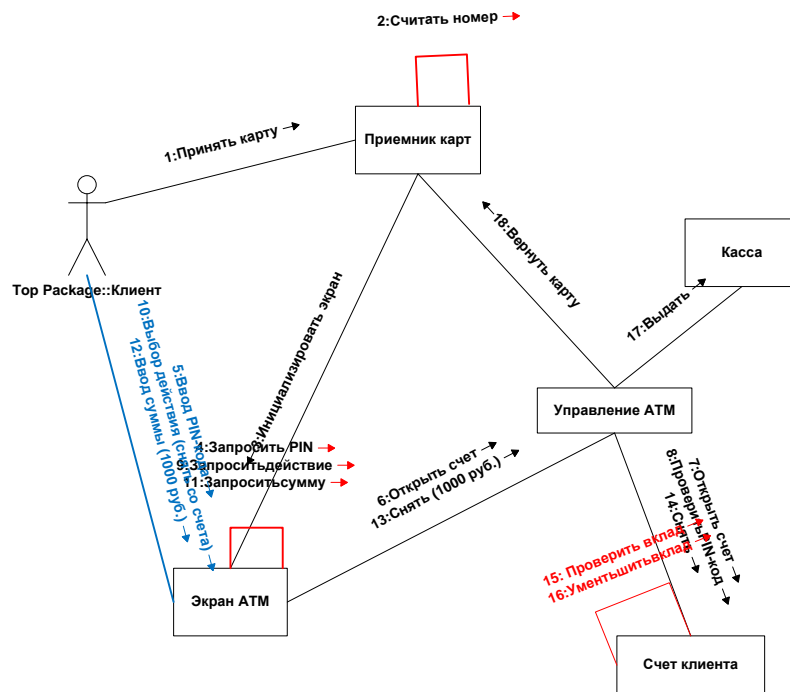 2:Считать номер
Приемник карт
1:Принять карту
Касса
18:Вернуть карту
17:Выдать
Top Package::Клиент
3:Инициализировать экран
5:Ввод PIN-кода
10:Выбор действия (снять со счета)
12:Ввод суммы (1000 руб.)
Управление АТМ
4:Запросить PIN
9:Запроситьдействие
11:Запроситьсумму
6:Открыть счет
13:Снять (1000 руб.)
7:Открыть счет
8:Проверить PIN-код
14:Снять
15: Проверить вклад
16:Ументьшитьвклад
Экран АТМ
Счет клиента